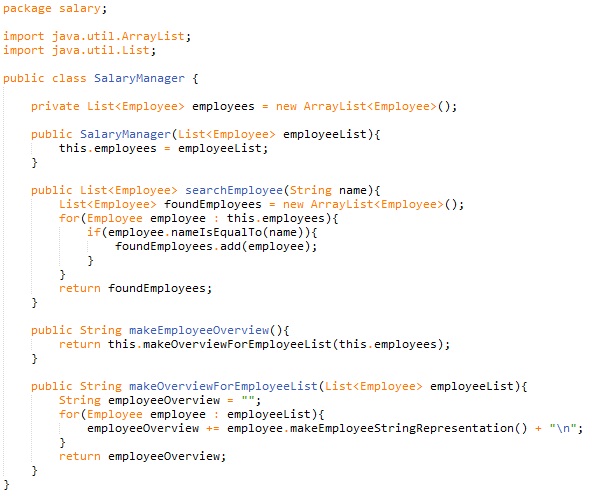 package salary;

import java.util.ArrayList;
import java.util.List;

public class SalaryManager {

    private List<Employee> employees = new ArrayList<Employee>();

    public SalaryManager(List<Employee> employeeList){
        this.employees = employeeList;
    }

    public List<Employee> searchEmployee(String name){
        List<Employee> foundEmployees = new ArrayList<Employee>();
        for(Employee employee : this.employees){
            if(employee.nameIsEqualTo(name)){
                foundEmployees.add(employee);
            }
        }
        return foundEmployees;
    }

    public String makeEmployeeOverview(){
        return this.makeOverviewForEmployeeList(this.employees);
    }

    public String makeOverviewForEmployeeList(List<Employee> employeeList){
        String employeeOverview = "";
        for(Employee employee : employeeList){
            employeeOverview += employee.makeEmployeeStringRepresentation() + "\n";
        }
        return employeeOverview;
    }
}